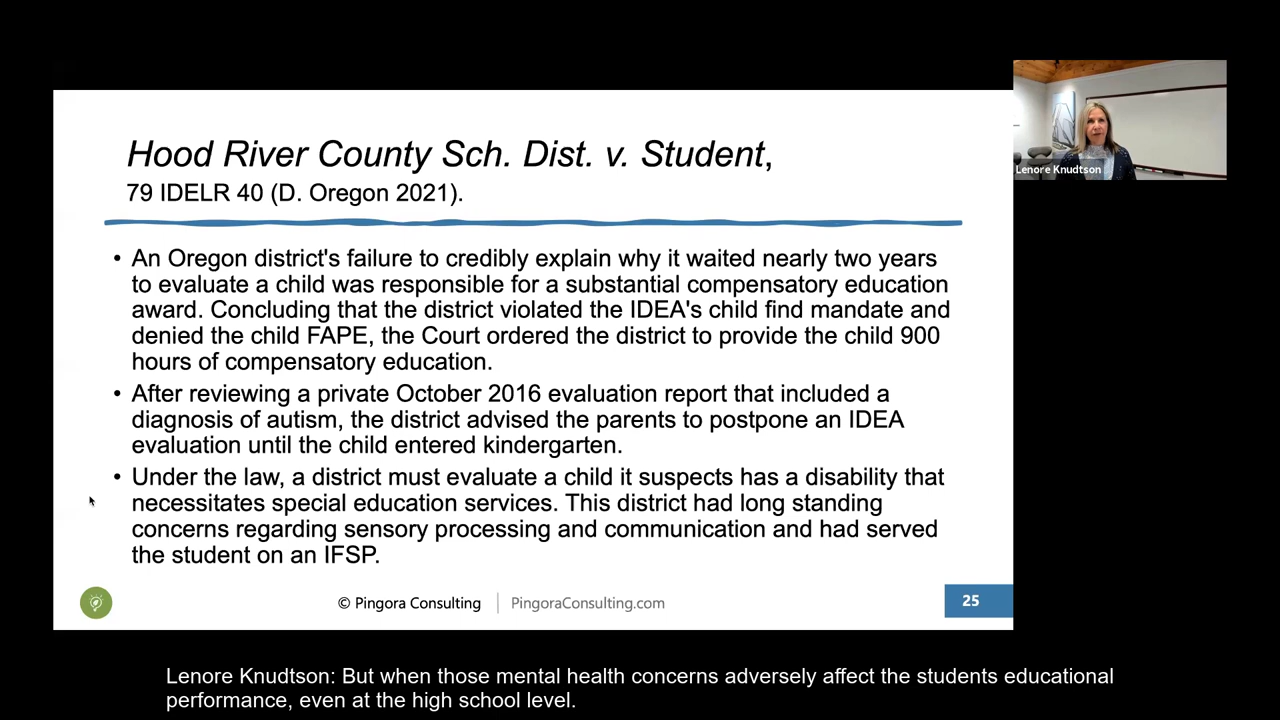 Hood River County Sch. Dist. v. Student,
79 IDELR 40 (D. Oregon 2021).
Lenore Knudtson
• An Oregon district's failure to credibly explain why it waited nearly two years
to evaluate a child was responsible for a substantial compensatory education
award. Concluding that the district violated the IDEA's child find mandate and
denied the child FAPE, the Court ordered the district to provide the child 900
hours of compensatory education.
• After reviewing a private October 2016 evaluation report that included a
diagnosis of autism, the district advised the parents to postpone an IDEA
evaluation until the child entered kindergarten.
• Under the law, a district must evaluate a child it suspects has a disability that
necessitates special education services. This district had long standing
concerns regarding sensory processing and communication and had served
the student on an IFSP.
© Pingora Consulting | PingoraConsulting.com
25
Lenore Knudtson: But when those mental health concerns adversely affect the students educational
performance, even at the high school level.